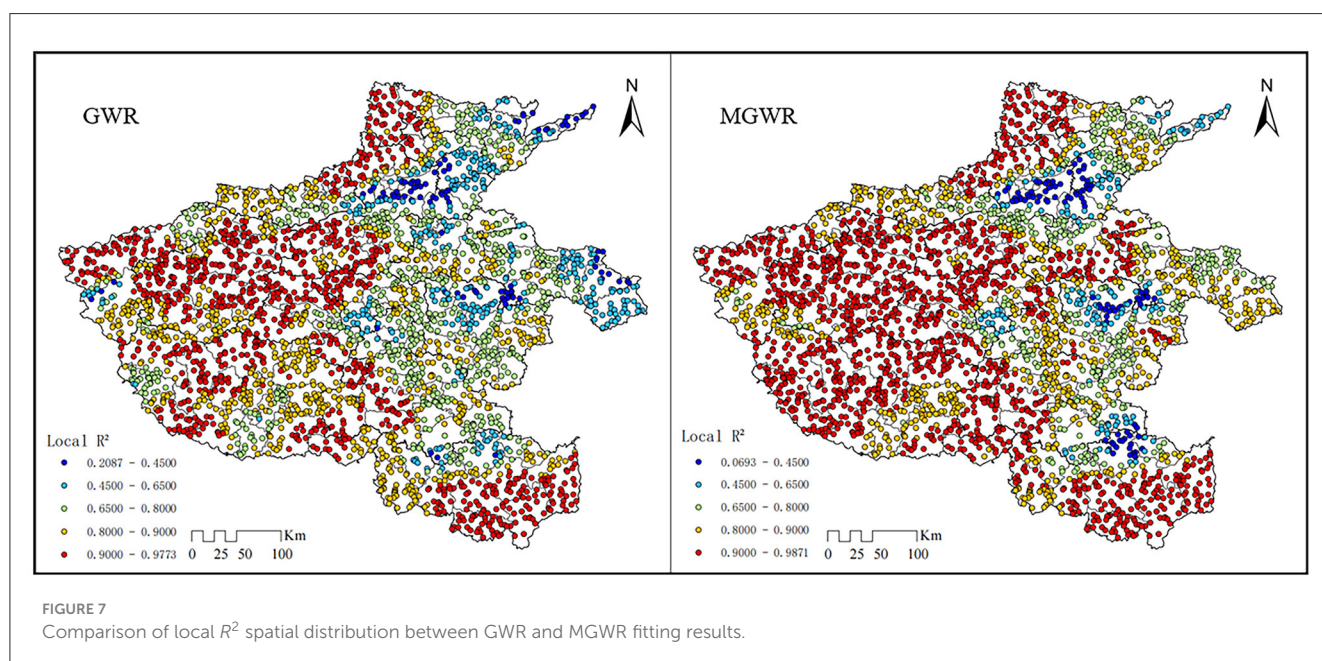 GWR
N
Local R²
0.2087 - 0.4500
0.4500 - 0.6500
0.6500 - 0.8000
0.8000 - 0.9000
0.9000 - 0.9773
Km
0 25 50 100
MGWR
N
Local R²
0.0693 - 0.4500
0.4500 - 0.6500
0.6500 - 0.8000
0.8000 - 0.9000
0.9000 - 0.9871
Km
0 25 50 100
FIGURE 7
Comparison of local R² spatial distribution between GWR and MGWR fitting results.